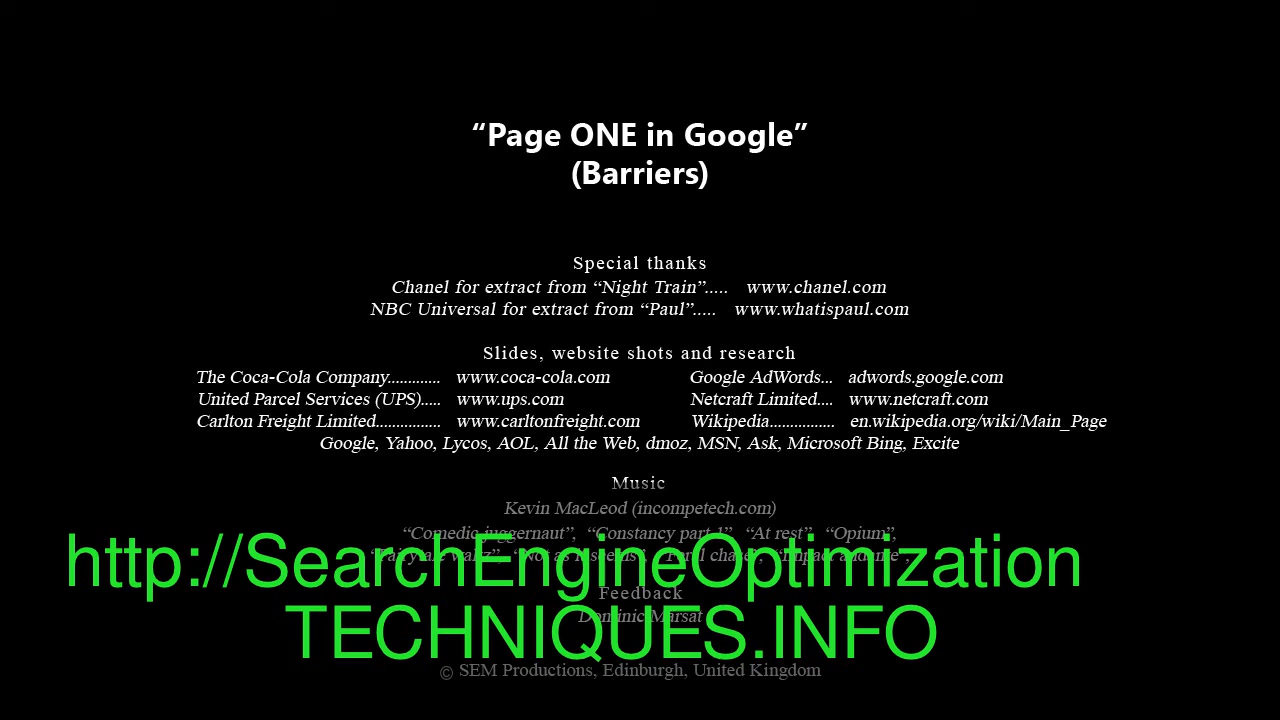 “Page ONE in Google”
(Barriers)
Special thanks
Chanel for extract from “Night Train”..... www.chanel.com
NBC Universal for extract from “Paul”..... www.whatispaul.com
Slides, website shots and research
The Coca-Cola Company............ www.coca-cola.com Google AdWords... adwords.google.com
United Parcel Services (UPS)..... www.ups.com Netcraft Limited.... www.netcraft.com
Carlton Freight Limited................ www.carltonfreight.com Wikipedia................ en.wikipedia.org/wiki/Main_Page
Google, Yahoo, Lycos, AOL, All the Web, dmoz, MSN, Ask, Microsoft Bing, Excite
Music
Kevin MacLeod (incompetech.com)
“Comedic juggernaut”, “Constancy part 1”, “At rest”, “Opium”,
http://SearchEngineOptimization
Feedback
Dominic Marsat
TECHNIQUES.INFO
© SEM Productions, Edinburgh, United Kingdom